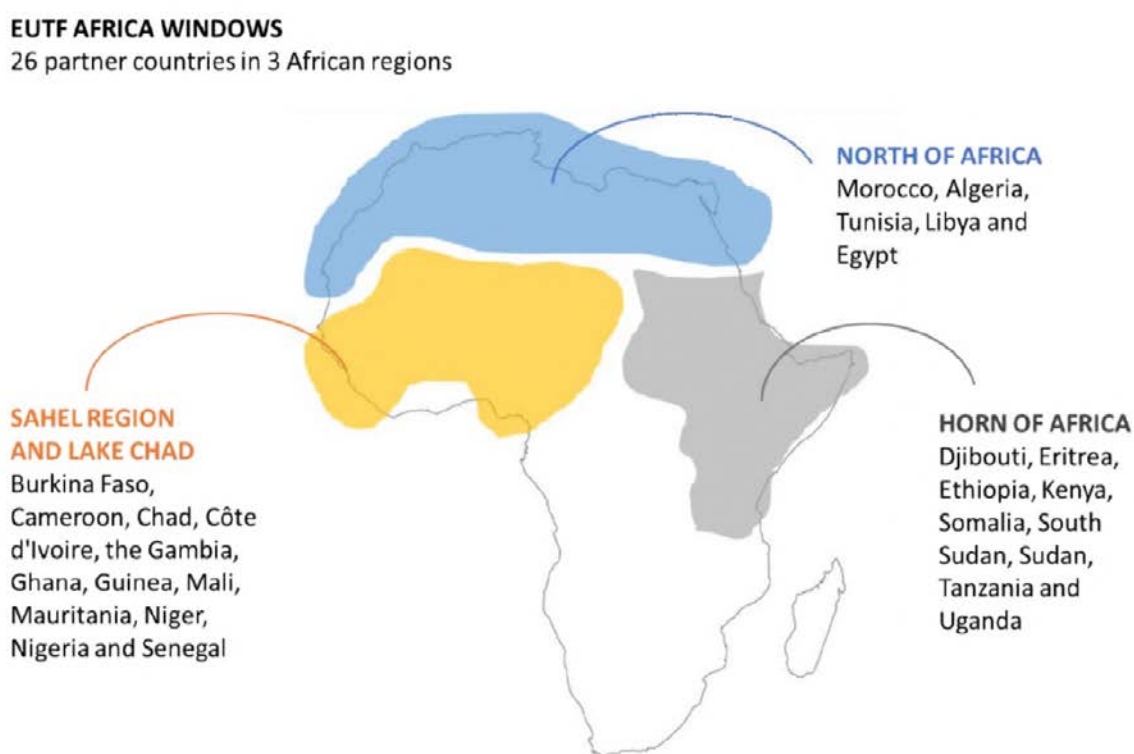 EUTF AFRICA WINDOWS
26 partner countries in 3 African regions
NORTH OF AFRICA
Morocco, Algeria,
Tunisia, Libya and
Egypt
SAHEL REGION
AND LAKE CHAD
Burkina Faso,
Cameroon, Chad, Côte
d'Ivoire, the Gambia,
Ghana, Guinea, Mali,
Mauritania, Niger,
Nigeria and Senegal
HORN OF AFRICA
Djibouti, Eritrea,
Ethiopia, Kenya,
Somalia, South
Sudan, Sudan,
Tanzania and
Uganda